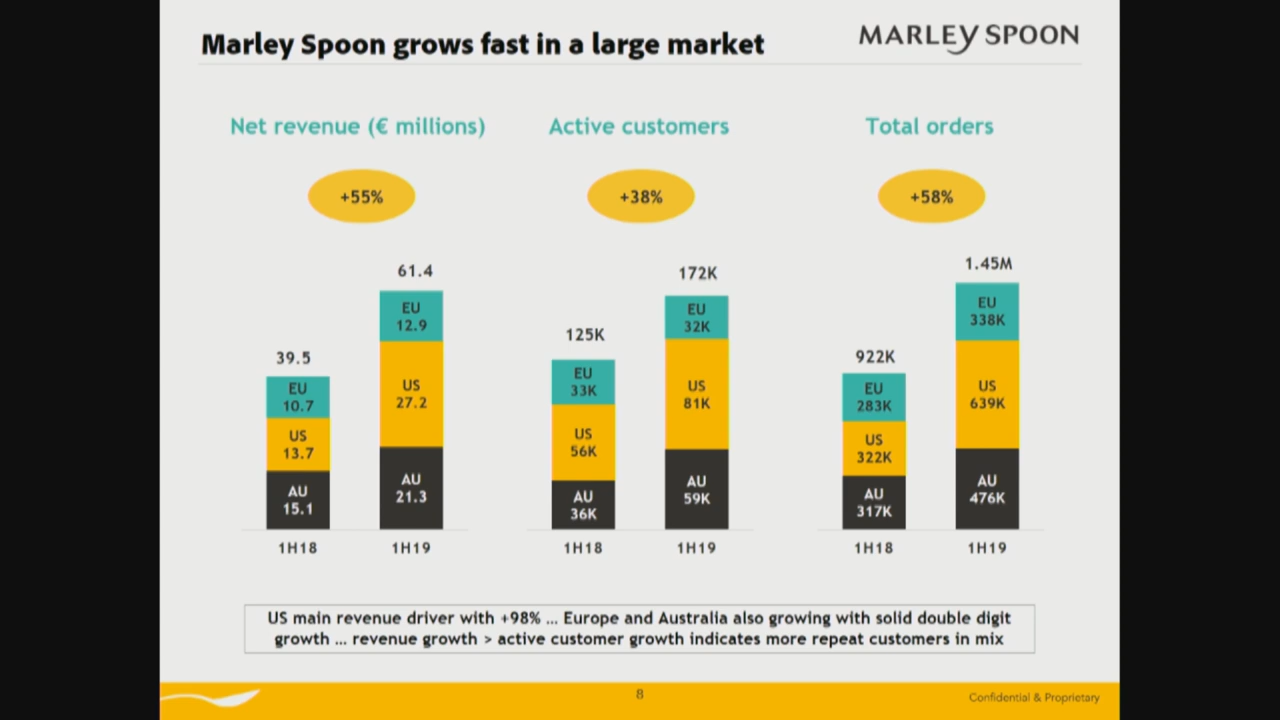 Marley Spoon grows fast in a large market
MARLEY SPOON
Net revenue (€ millions)
Active customers
Total orders
+55%
+38%
+58%
39.5
EU
10.7
US
13.7
AU
15.1
1H18
61.4
EU
12.9
US
27.2
AU
21.3
1H19
125K
EU
33K
US
56K
AU
36K
1H18
172K
EU
32K
US
81K
AU
59K
1H19
922K
EU
283K
US
322K
AU
317K
1H18
1.45M
EU
338K
US
639K
AU
476K
1H19
US main revenue driver with +98% ... Europe and Australia also growing with solid double digit
growth ... revenue growth > active customer growth indicates more repeat customers in mix
8
Confidential & Proprietary